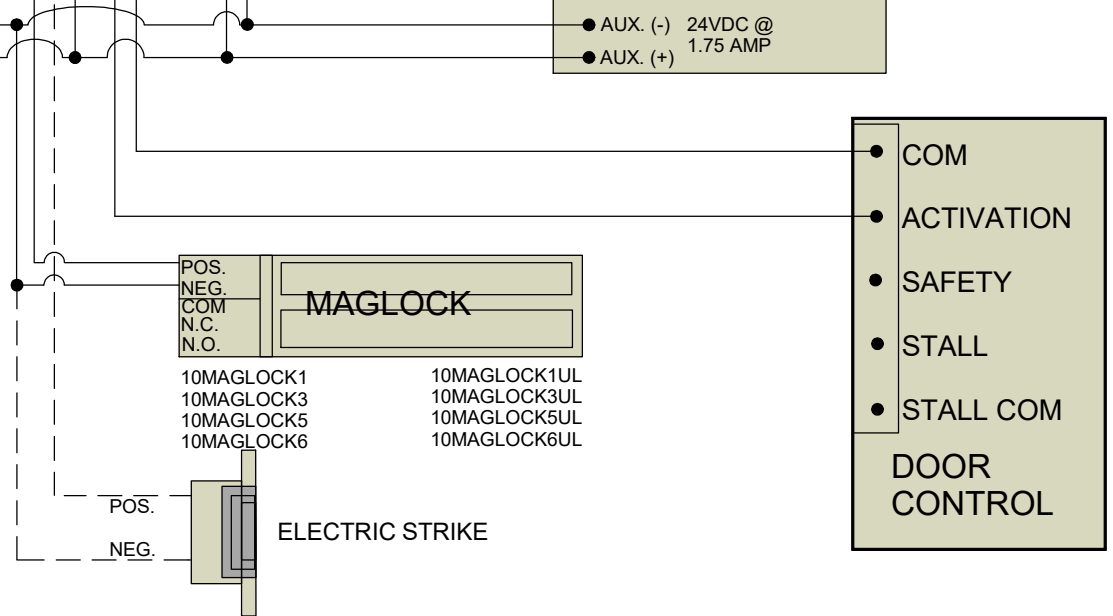 AUX. (-) 24VDC @
1.75 AMP
AUX. (+)
COM
ACTIVATION
SAFETY
STALL
STALL COM
DOOR
CONTROL
POS.
NEG.
COM
N.C.
N.O.
MAGLOCK
10MAGLOCK1
10MAGLOCK3
10MAGLOCK5
10MAGLOCK6
10MAGLOCK1UL
10MAGLOCK3UL
10MAGLOCK5UL
10MAGLOCK6UL
POS.
NEG.
ELECTRIC STRIKE